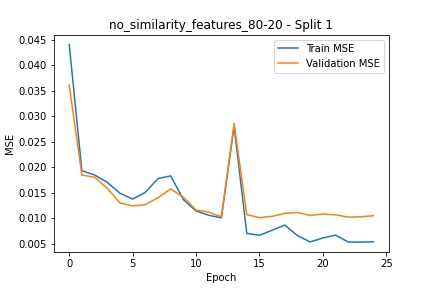 no_similarity_features_80-20 - Split 1
Train MSE
Validation MSE
0.045
0.040
0.035
0.030
0.025
0.020
0.015
0.010
0.005
MSE
0 5 10 15 20 25
Epoch